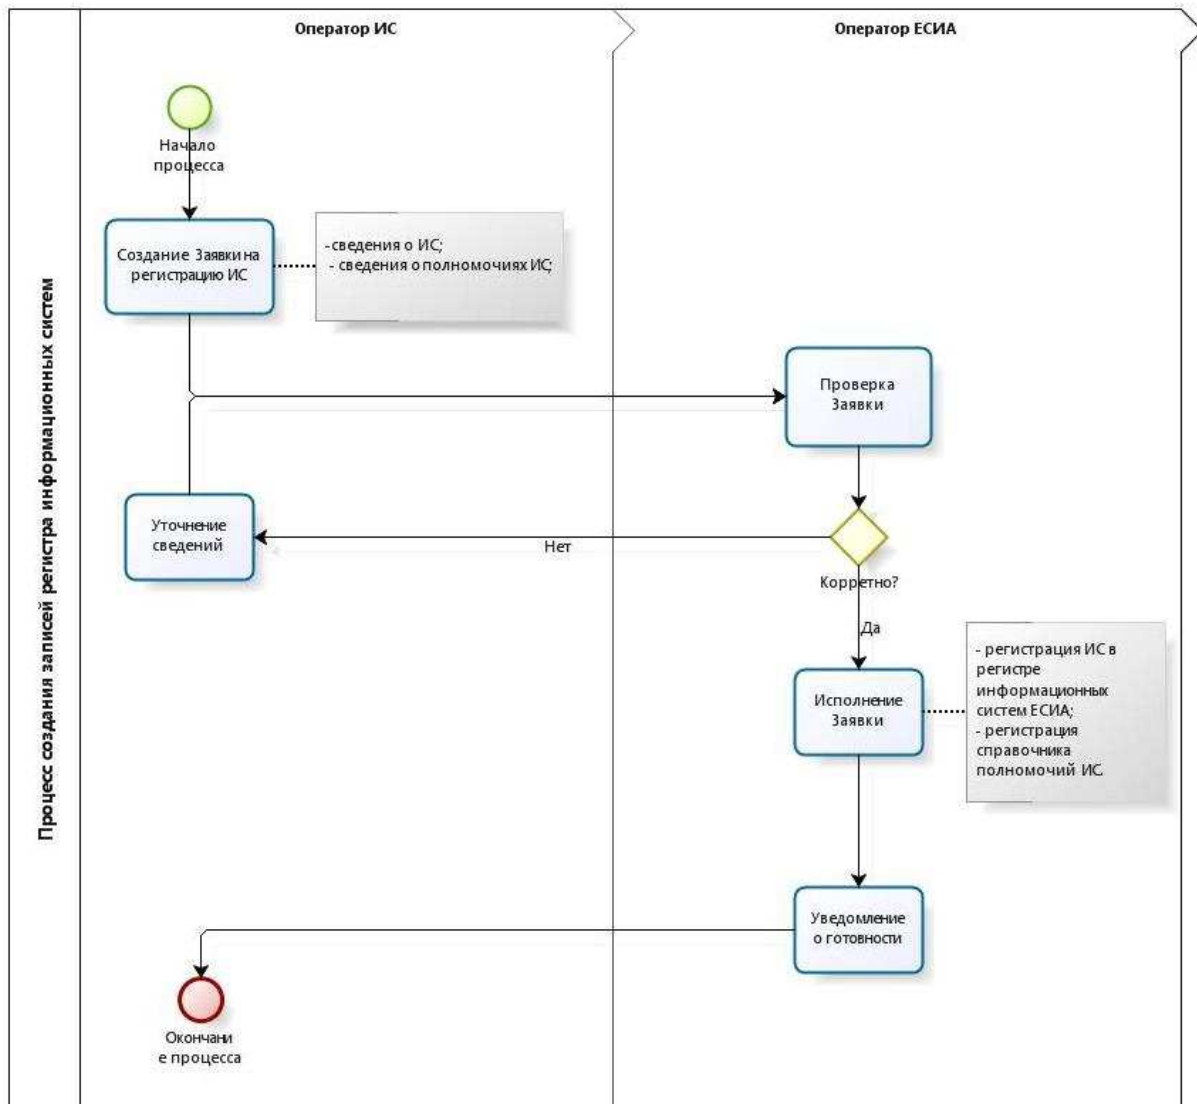 Оператор ИС
Оператор ЕСИА
Процесс создания записей регистра информационных систем
Начало
процесса
Создание Заявки на
регистрацию ИС
-сведения о ИС;
- сведения о полномочиях ИС;
Проверка
Заявки
Уточнение
сведений
Нет
Корретно?
Да
Исполнение
Заявки
- регистрация ИС в
регистре
информационных
систем ЕСИА;
- регистрация
справочника
полномочий ИС.
Уведомление
о готовности
Окончани
е процесса